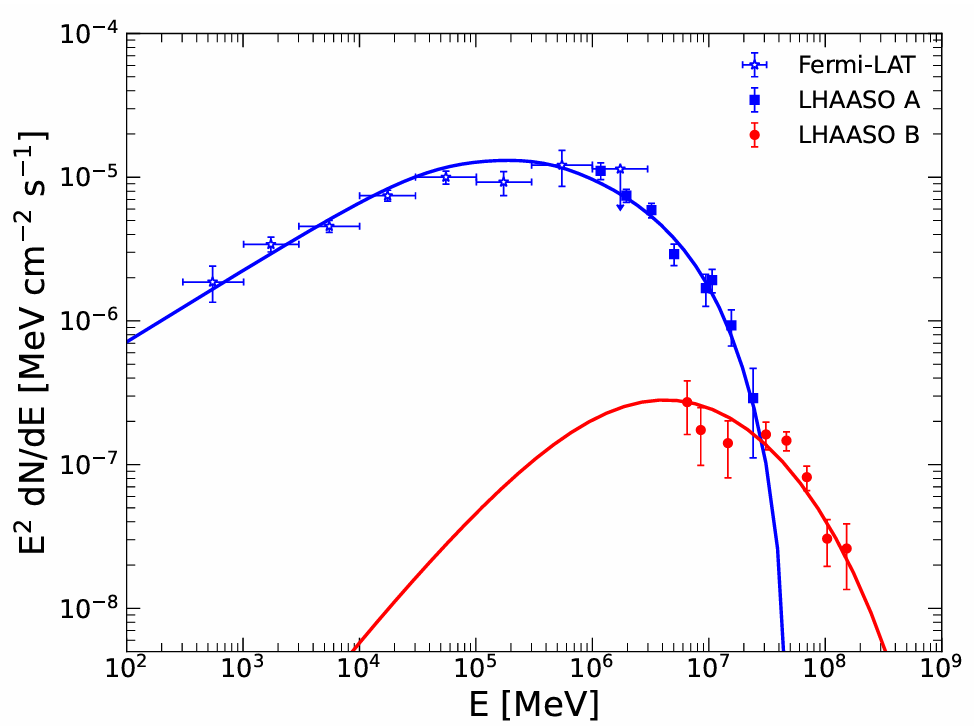 10⁻⁴
10⁻⁵
10⁻⁶
10⁻⁷
10⁻⁸
E² dN/dE [MeV cm⁻² s⁻¹]
Fermi-LAT
LHAASO A
LHAASO B
10² 10³ 10⁴ 10⁵ 10⁶ 10⁷ 10⁸ 10⁹
E [MeV]